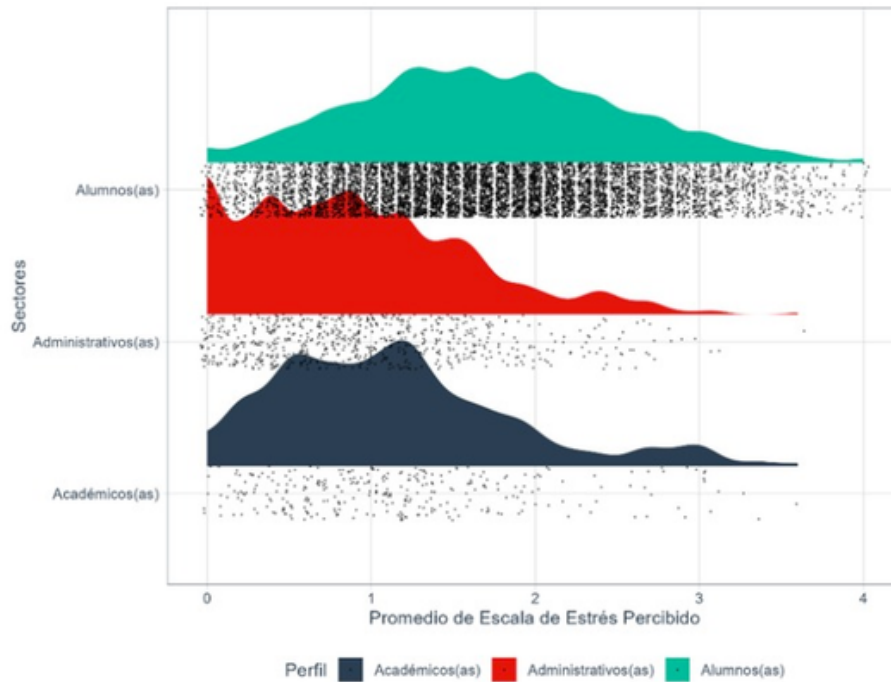 Sectores
Alumnos(as)
Administrativos(as)
Académicos(as)
0 1 2 3 4
Promedio de Escala de Estrés Percibido
Perfil Académicos(as) Administrativos(as) Alumnos(as)